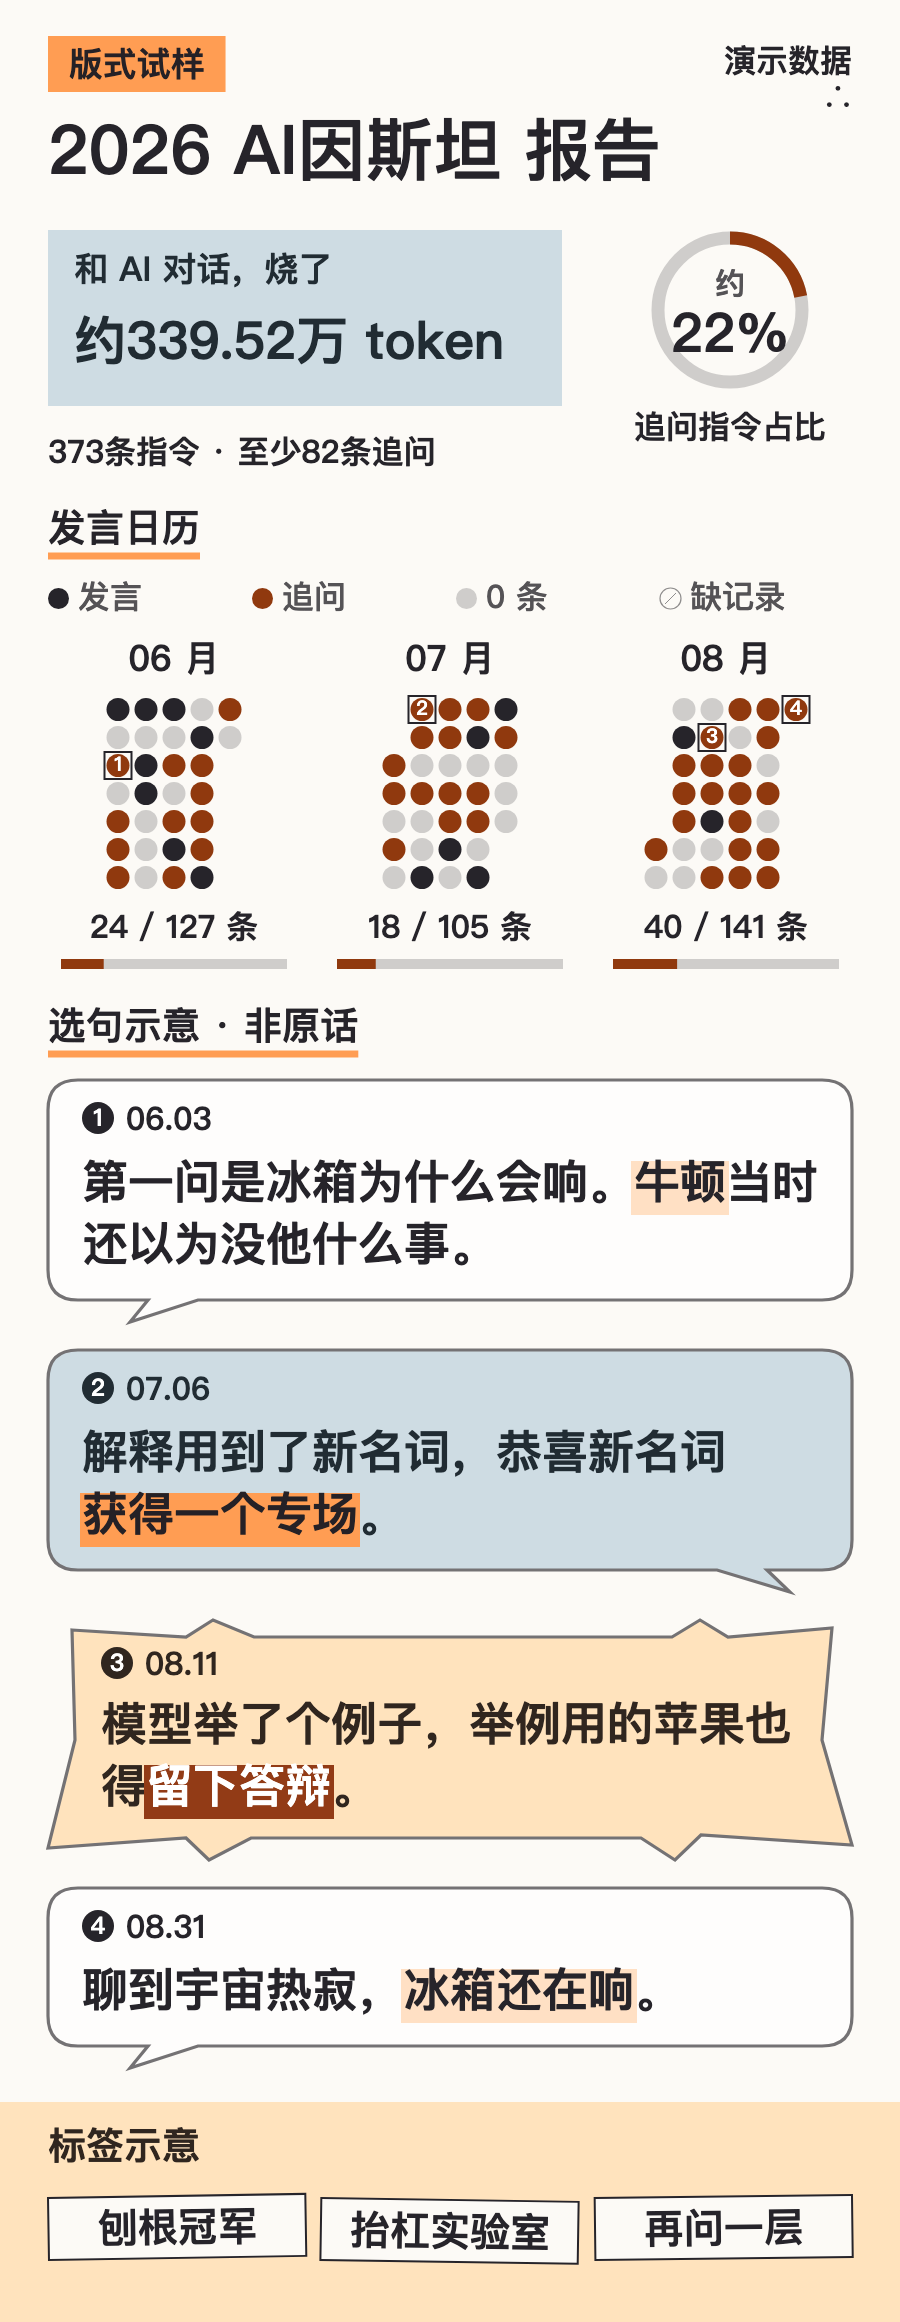 版式试样
演示数据
2026 AI因斯坦 报告
和 AI 对话，烧了
约339.52万 token
约
22%
追问指令占比
373条指令 · 至少82条追问
发言日历
发言
追问
0 条
缺记录
06 月
07 月
08 月
1
2
3
4
24 / 127 条
18 / 105 条
40 / 141 条
选句示意 · 非原话
1 06.03
第一问是冰箱为什么会响。牛顿当时
还以为没他什么事。
2 07.06
解释用到了新名词，恭喜新名词
获得一个专场。
3 08.11
模型举了个例子，举例用的苹果也
得留下答辩。
4 08.31
聊到宇宙热寂，冰箱还在响。
标签示意
刨根冠军
抬杠实验室
再问一层